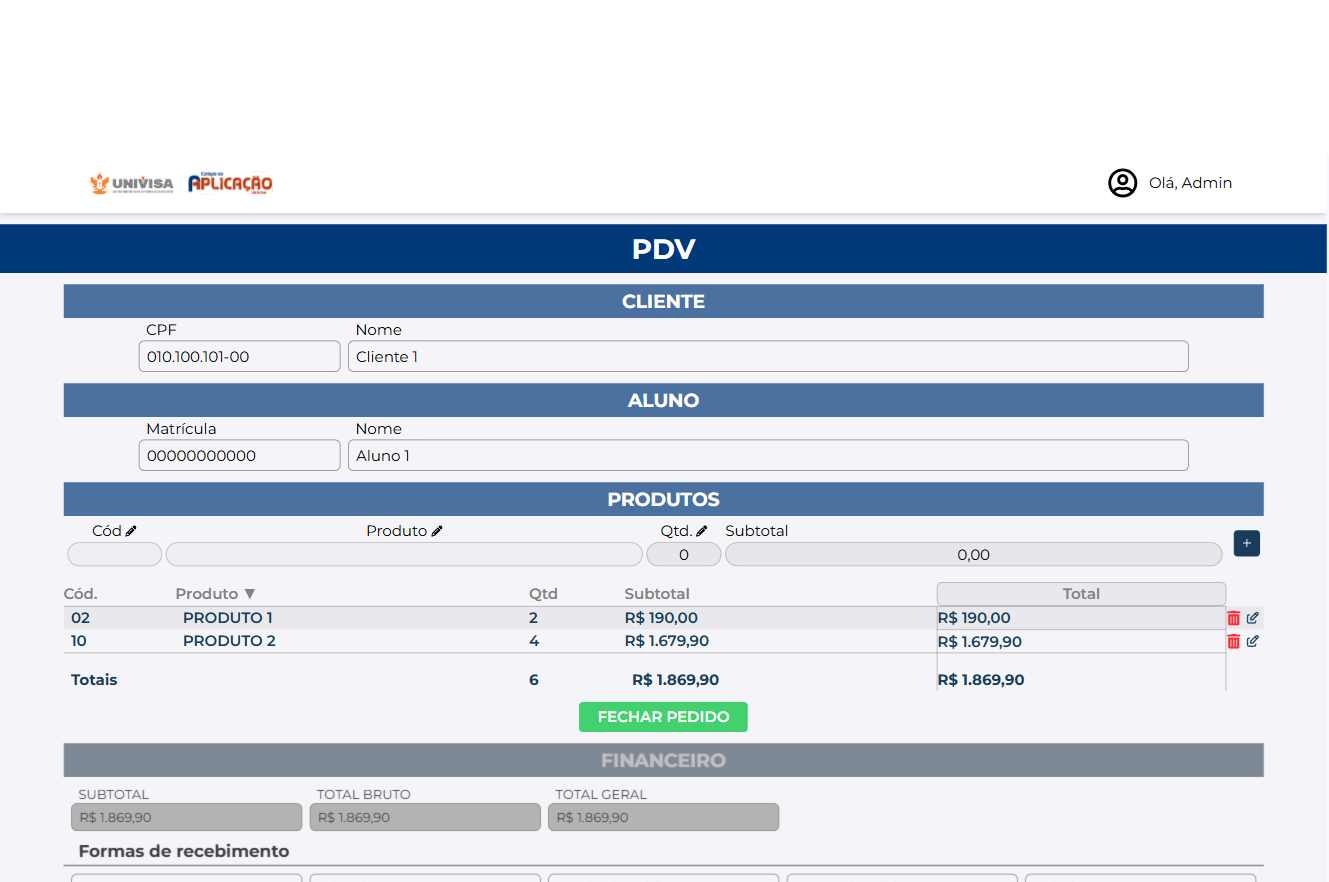 UNIVISA Colégio de APLICAÇÃO
Olá, Admin
PDV
CLIENTE
CPF Nome
010.100.101-00 Cliente 1
ALUNO
Matrícula Nome
00000000000 Aluno 1
PRODUTOS
Cód Produto Qtd. Subtotal
0 0,00 +
Cód. Produto ▼ Qtd Subtotal Total
02 PRODUTO 1 2 R$ 190,00 R$ 190,00
10 PRODUTO 2 4 R$ 1.679,90 R$ 1.679,90
Totais 6 R$ 1.869,90 R$ 1.869,90
FECHAR PEDIDO
FINANCEIRO
SUBTOTAL TOTAL BRUTO TOTAL GERAL
R$ 1.869,90 R$ 1.869,90 R$ 1.869,90
Formas de recebimento